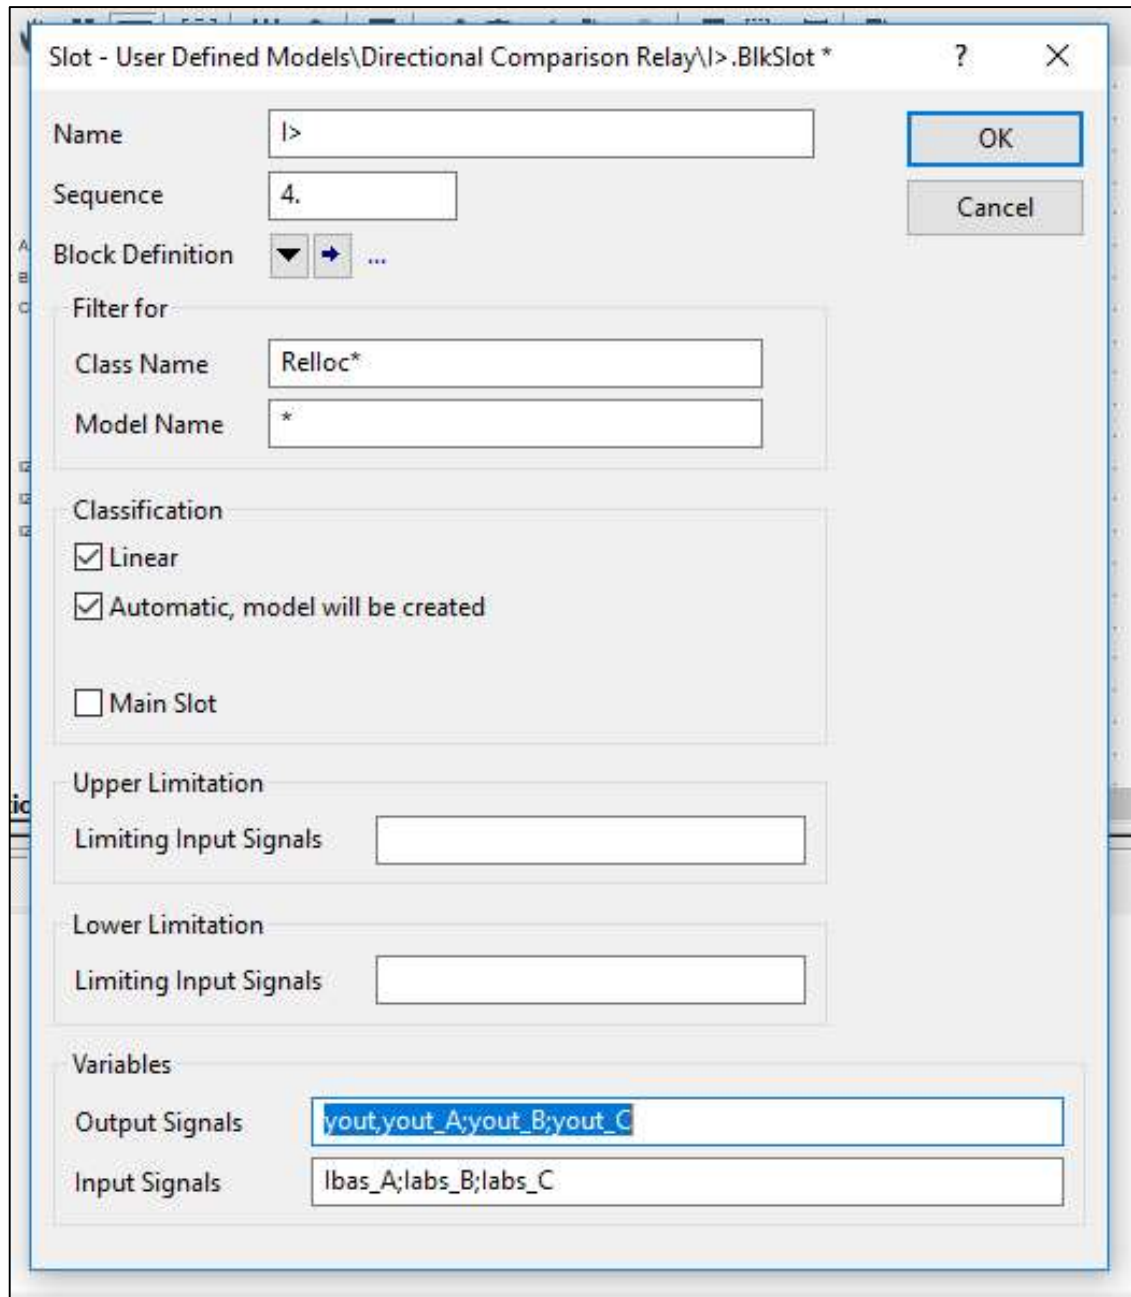 Slot - User Defined Models\Directional Comparison Relay\I>.BlkSlot * ?
Name I> OK
Sequence 4. Cancel
Block Definition ...
Filter for
Class Name Relloc*
Model Name *
Classification
Linear
Automatic, model will be created
Main Slot
Upper Limitation
Limiting Input Signals
Lower Limitation
Limiting Input Signals
Variables
Output Signals yout,yout_A;yout_B;yout_C
Input Signals Ibas_A;Iabs_B;Iabs_C